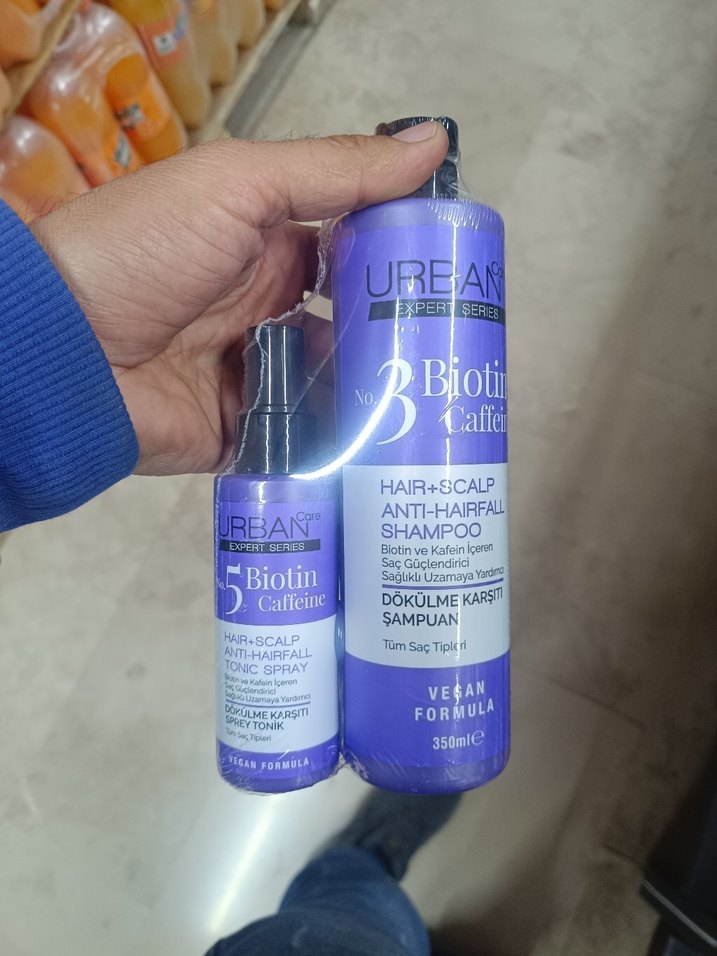 URBAN Care
EXPERT SERIES
No. 3 Biotin
Caffein
HAIR+SCALP
ANTI-HAIRFALL
SHAMPOO
Biotin ve Kafein İçeren
Saç Güçlendirici
Sağlıklı Uzamaya Yardımcı
DÖKÜLME KARŞITI
ŞAMPUAN
Tüm Saç Tipleri
VEGAN
FORMULA
350ml℮
URBAN Care
EXPERT SERIES
No. 5 Biotin
Caffeine
HAIR+SCALP
ANTI-HAIRFALL
TONIC SPRAY
Biotin ve Kafein İçeren
Saç Güçlendirici
Sağlıklı Uzamaya Yardımcı
DÖKÜLME KARŞITI
SPREY TONİK
Tüm Saç Tipleri
VEGAN FORMULA